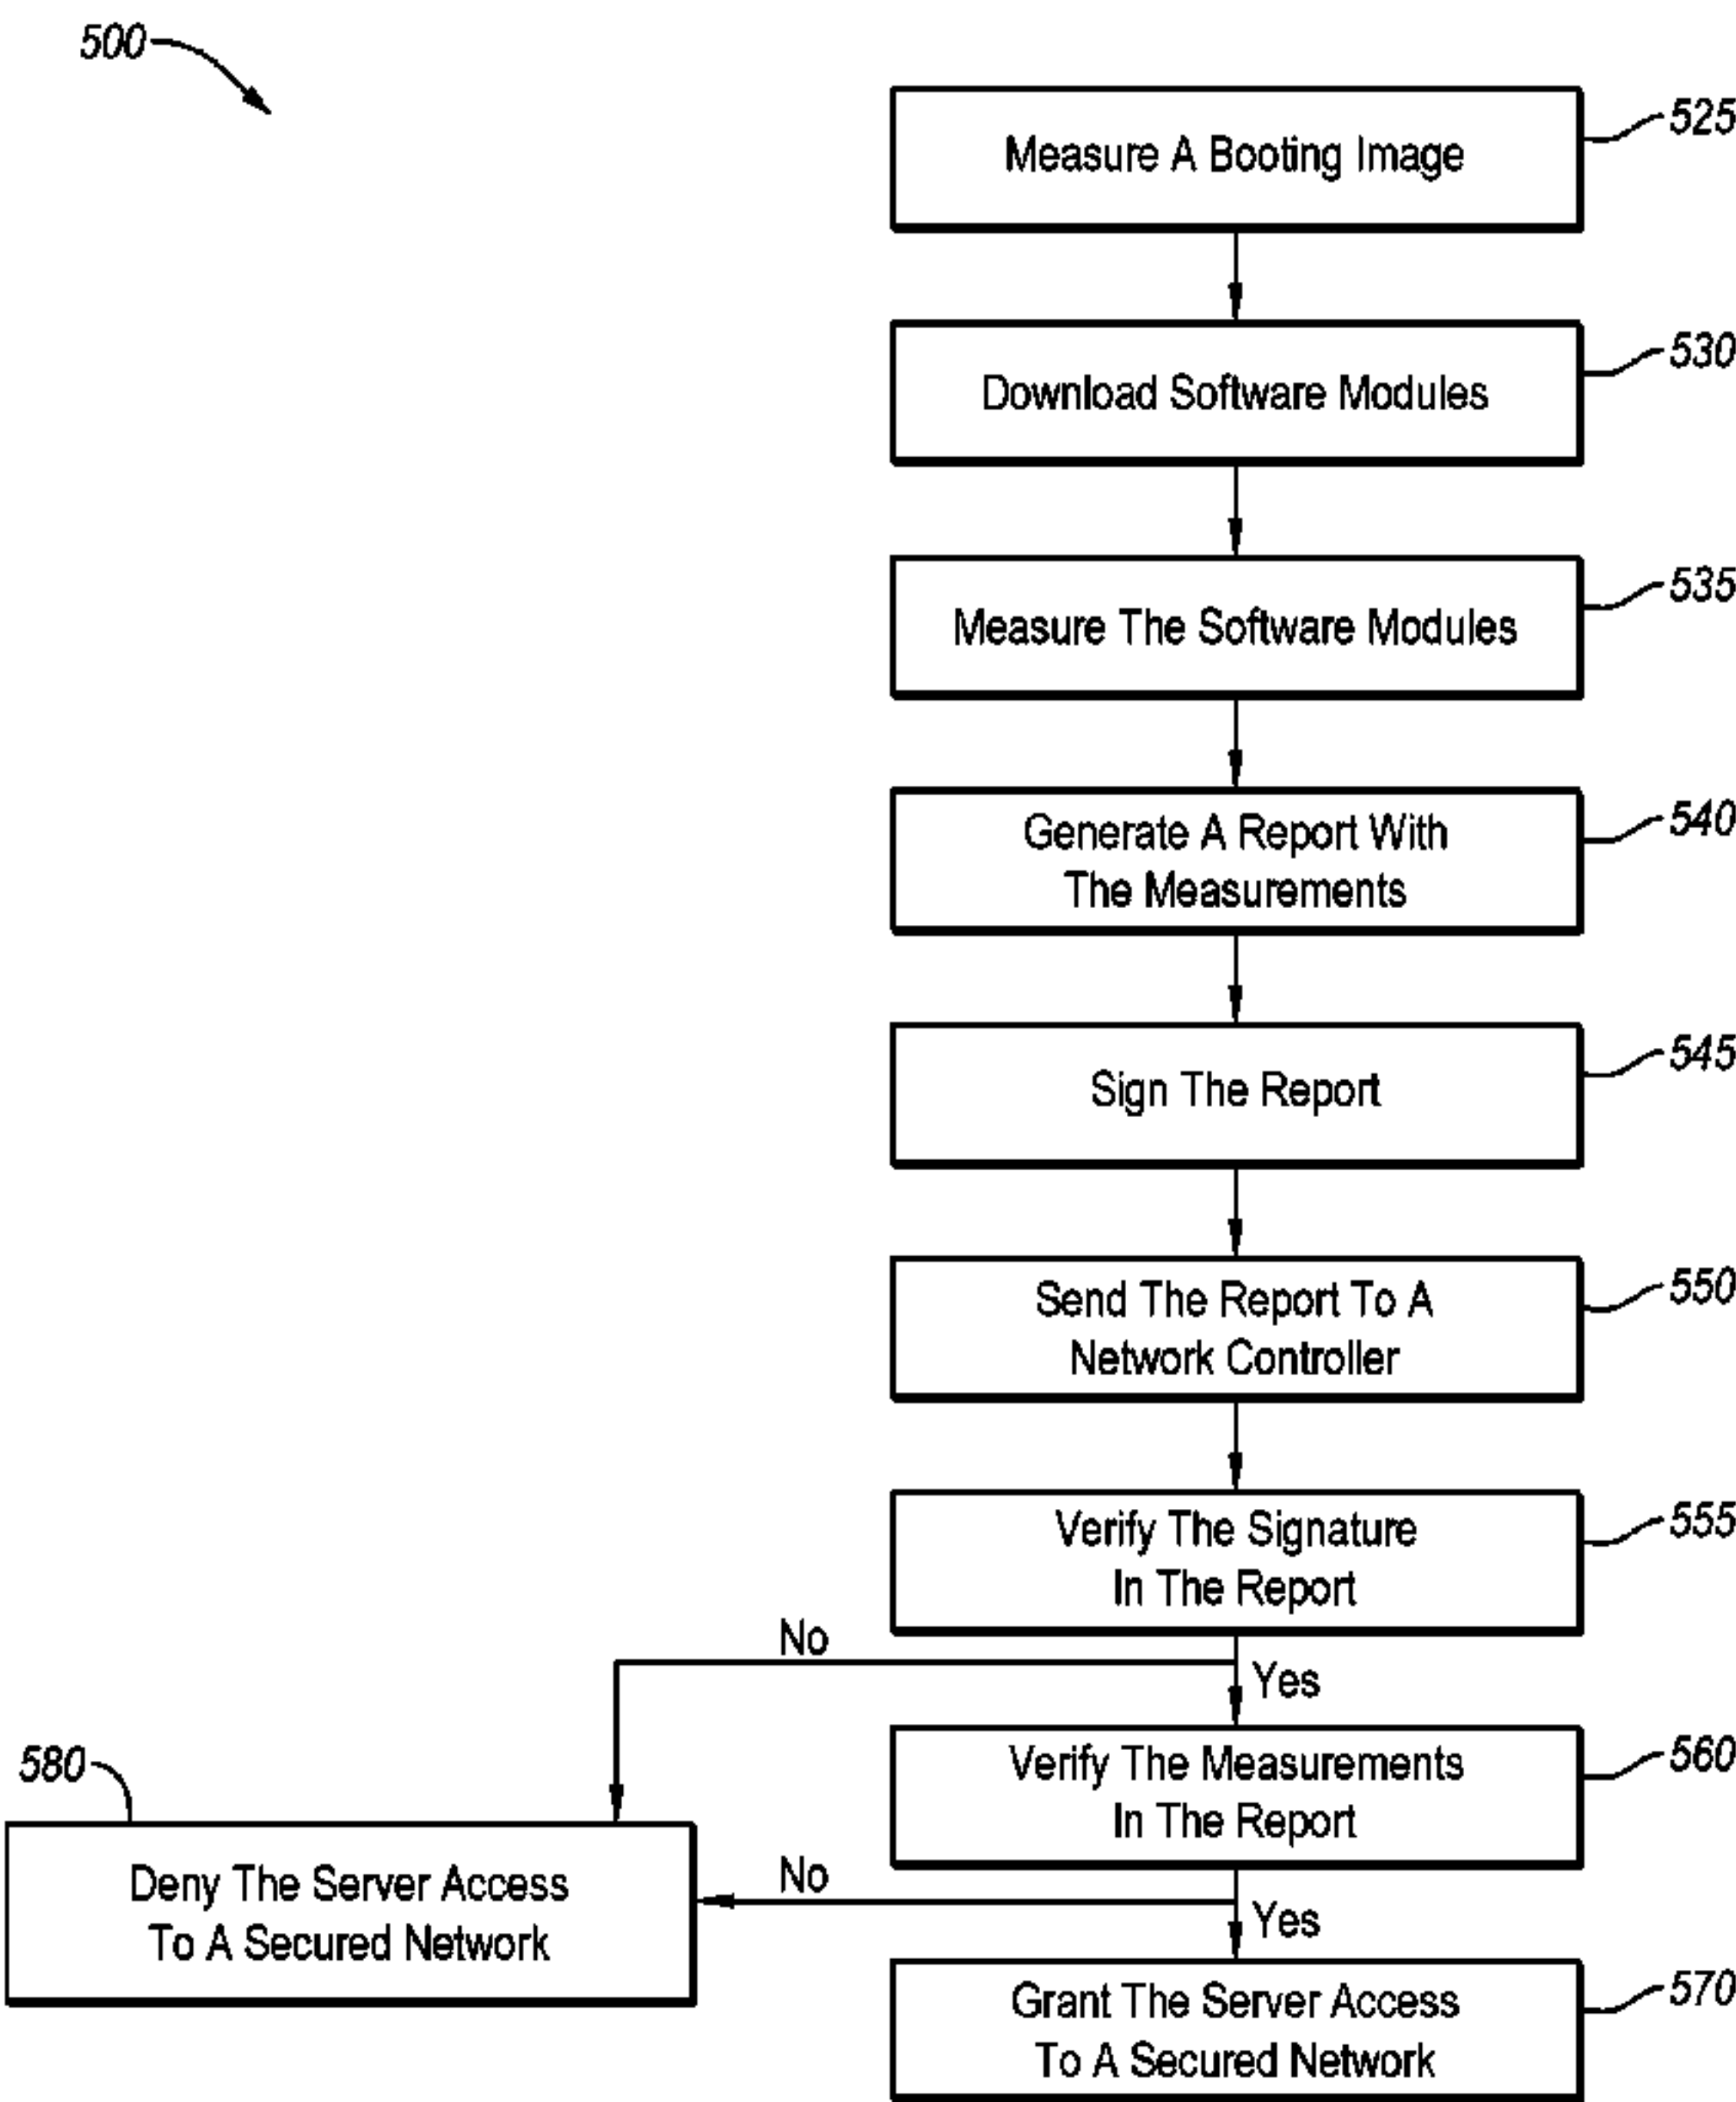 500
Measure A Booting Image
525
Download Software Modules
530
Measure The Software Modules
535
Generate A Report With
The Measurements
540
Sign The Report
545
Send The Report To A
Network Controller
550
Verify The Signature
In The Report
555
No
Yes
Verify The Measurements
In The Report
560
580
Deny The Server Access
To A Secured Network
No
Yes
Grant The Server Access
To A Secured Network
570